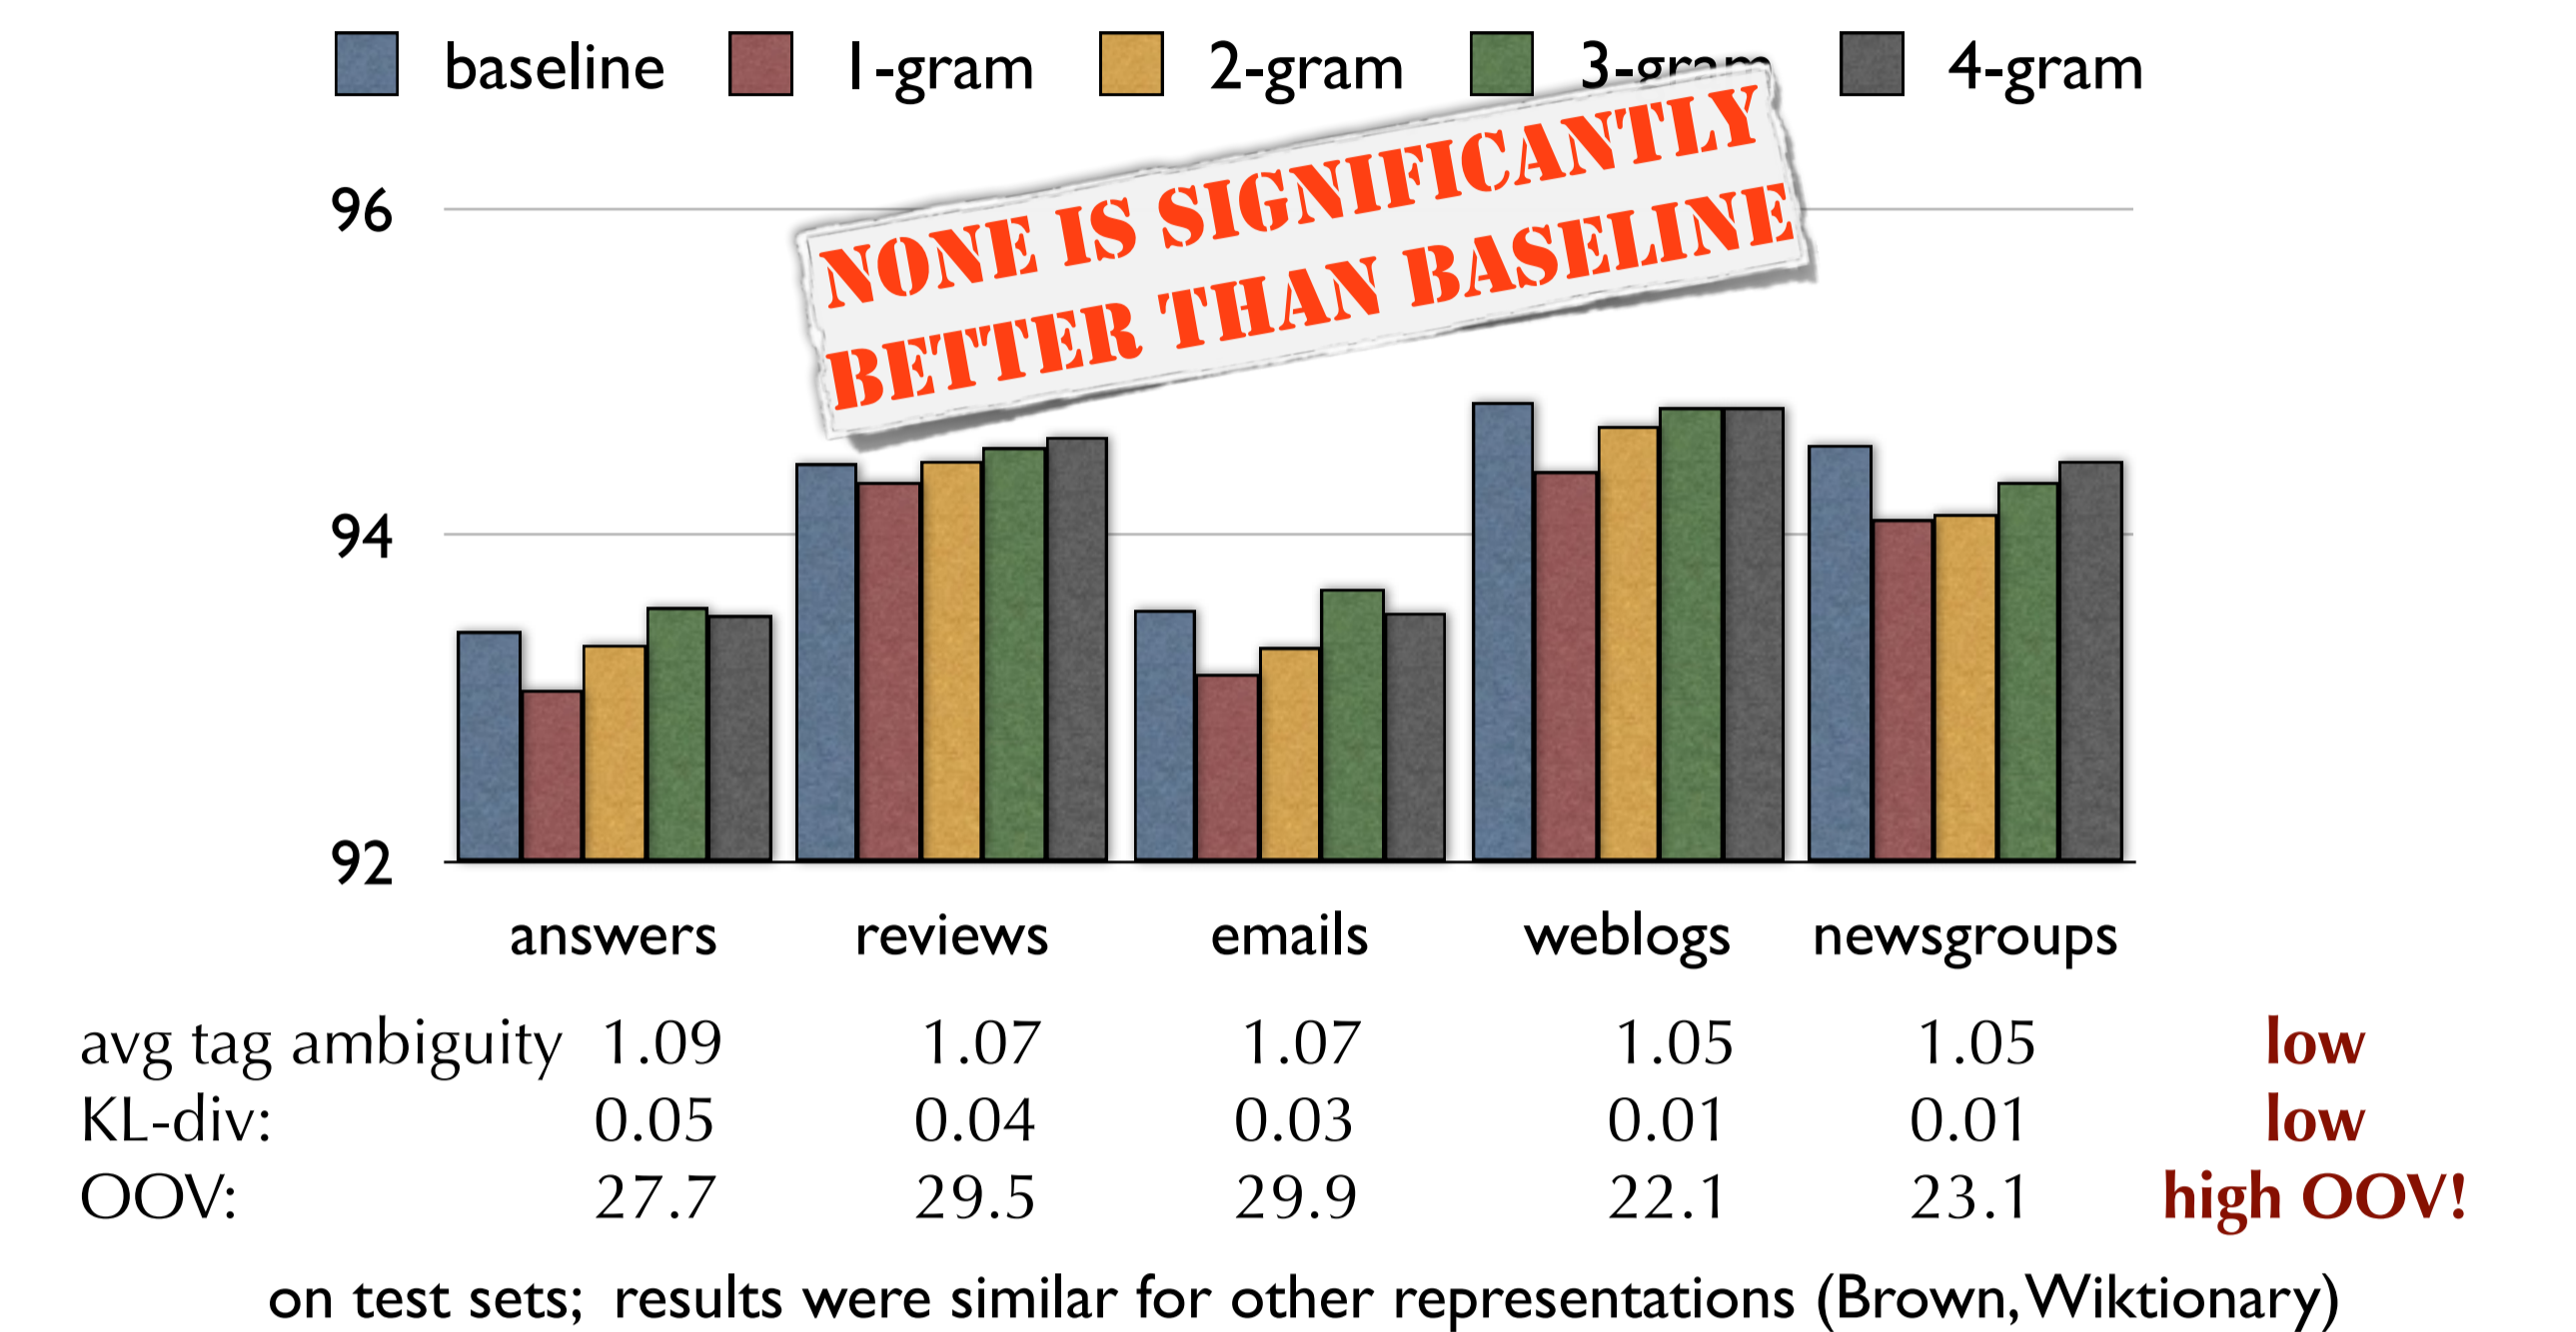 baseline 1-gram 2-gram 3-gram 4-gram
NONE IS SIGNIFICANTLY
BETTER THAN BASELINE
96
94
92
answers reviews emails weblogs newsgroups
avg tag ambiguity 1.09 1.07 1.07 1.05 1.05 low
KL-div: 0.05 0.04 0.03 0.01 0.01 low
OOV: 27.7 29.5 29.9 22.1 23.1 high OOV!
on test sets; results were similar for other representations (Brown, Wiktionary)